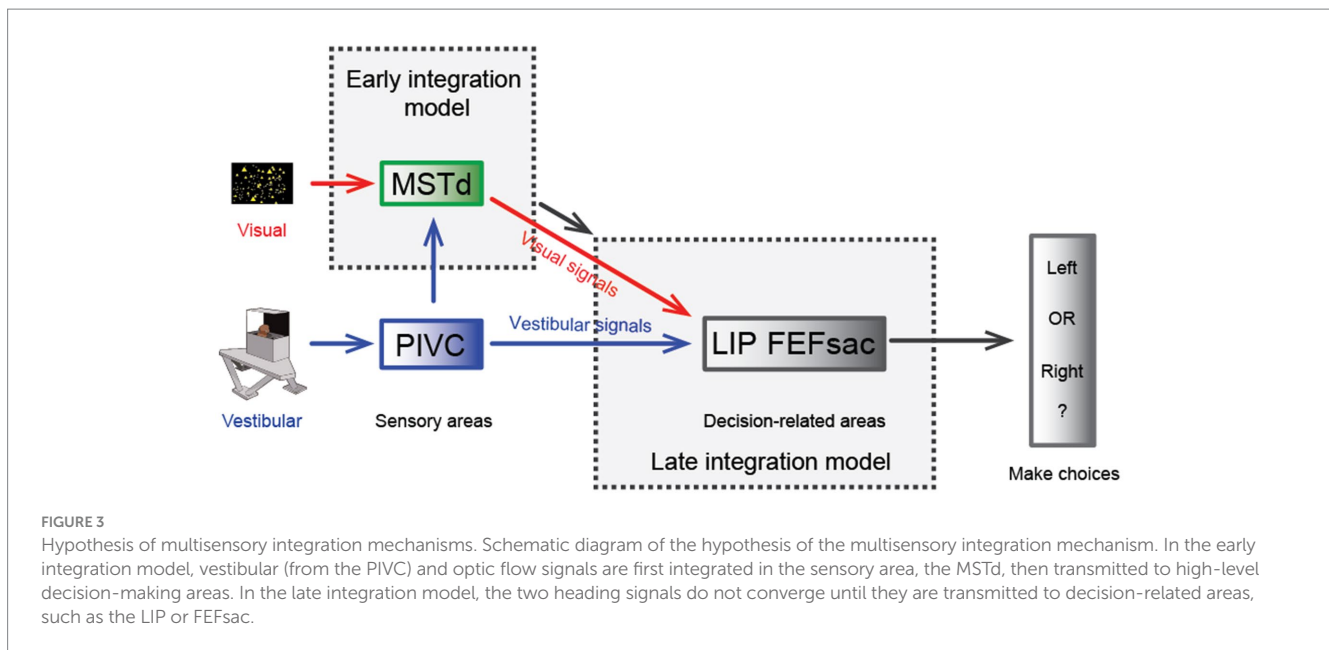 Early integration
model
MSTd
Visual
Visual signals
Vestibular signals
PIVC
LIP FEFsac
Left
OR
Right
?
Vestibular
Sensory areas
Decision-related areas
Late integration model
Make choices
FIGURE 3
Hypothesis of multisensory integration mechanisms. Schematic diagram of the hypothesis of the multisensory integration mechanism. In the early
integration model, vestibular (from the PIVC) and optic flow signals are first integrated in the sensory area, the MSTd, then transmitted to high-level
decision-making areas. In the late integration model, the two heading signals do not converge until they are transmitted to decision-related areas,
such as the LIP or FEFsac.